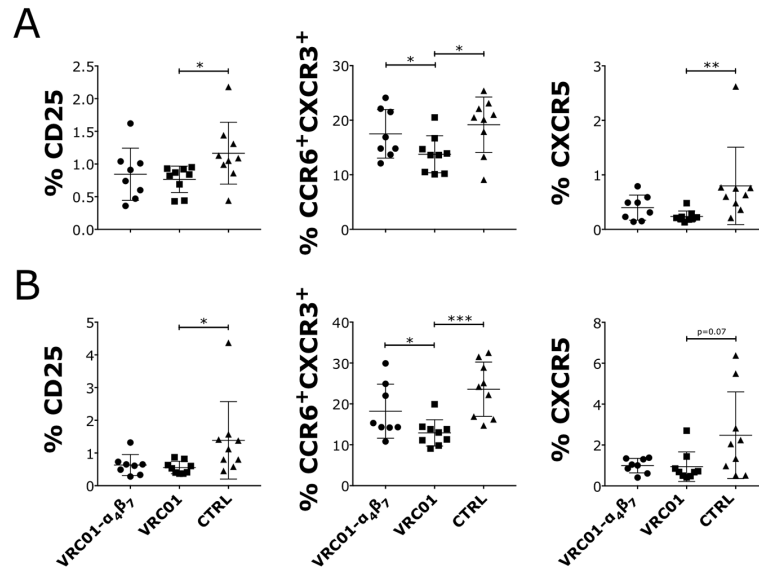 A
% CD25
2.5
2.0
1.5
1.0
0.5
0.0
*
% CCR6⁺CXCR3⁺
30
20
10
0
*
*
% CXCR5
3
2
1
0
**
B
% CD25
5
4
3
2
1
0
*
VRC01-α₄β₇
VRC01
CTRL
% CCR6⁺CXCR3⁺
40
30
20
10
0
*
***
VRC01-α₄β₇
VRC01
CTRL
% CXCR5
8
6
4
2
0
p=0.07
VRC01-α₄β₇
VRC01
CTRL